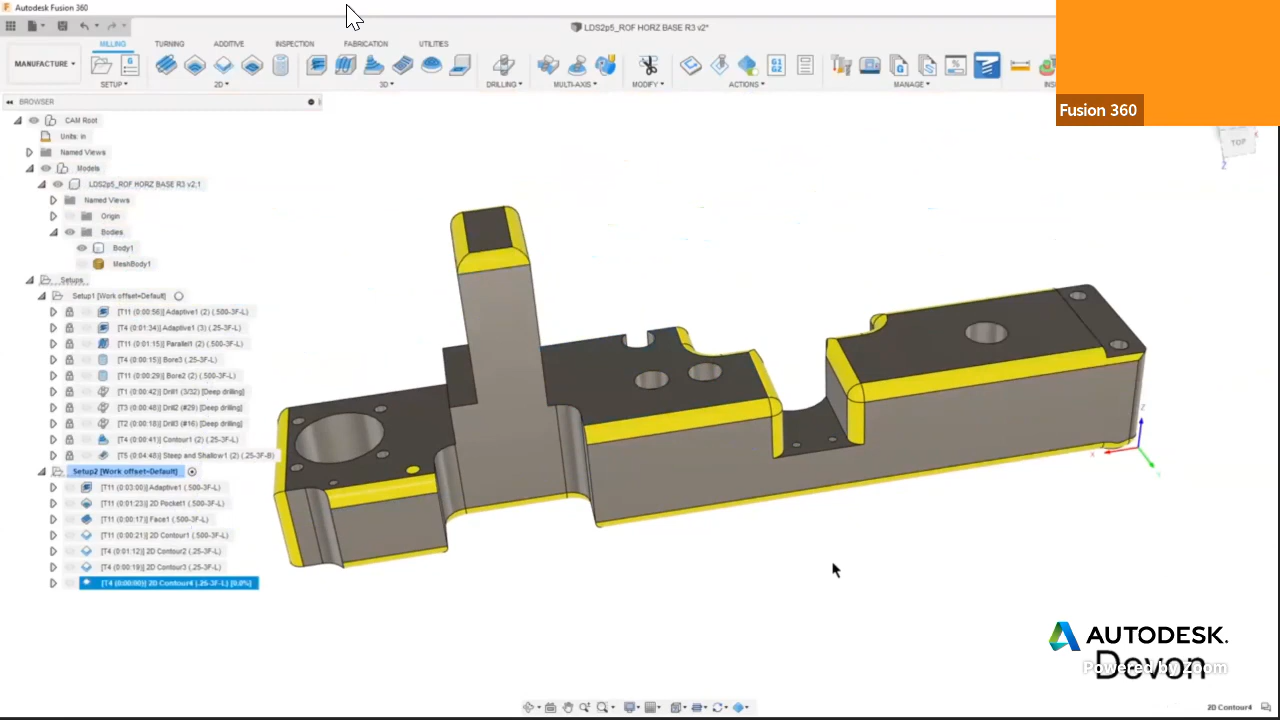 Autodesk Fusion 360
LDS2p5_ROF HORZ BASE R3 v2*
MILLING TURNING ADDITIVE INSPECTION FABRICATION UTILITIES
MANUFACTURE
G1 G2
SETUP 2D 3D DRILLING MULTI-AXIS MODIFY ACTIONS MANAGE
Fusion 360
BROWSER
TOP
Z
CAM Root
Units: in
Named Views
Models
LDS2p5_ROF HORZ BASE R3 v2:1
Named Views
Origin
Bodies
Body1
MeshBody1
Setups
Setup1 [Work offset=Default]
[T11 (0:00:56)] Adaptive1 (2) (.500-3F-L)
[T4 (0:01:34)] Adaptive1 (3) (.25-3F-L)
[T11 (0:01:15)] Parallel1 (2) (.500-3F-L)
[T4 (0:00:15)] Bore3 (.25-3F-L)
[T11 (0:00:29)] Bore2 (2) (.500-3F-L)
[T1 (0:00:42)] Drill1 (3/32) [Deep drilling]
[T3 (0:00:48)] Drill2 (#29) [Deep drilling]
[T2 (0:00:18)] Drill3 (#16) [Deep drilling]
[T4 (0:00:41)] Contour1 (2) (.25-3F-L)
[T5 (0:04:48)] Steep and Shallow1 (2) (.25-3F-B)
Setup2 [Work offset=Default]
[T11 (0:03:00)] Adaptive1 (.500-3F-L)
[T11 (0:01:23)] 2D Pocket1 (.500-3F-L)
[T11 (0:00:17)] Face1 (.500-3F-L)
[T11 (0:00:21)] 2D Contour1 (.500-3F-L)
[T4 (0:01:12)] 2D Contour2 (.25-3F-L)
[T4 (0:00:19)] 2D Contour3 (.25-3F-L)
[T4 (0:00:00)] 2D Contour4 (.25-3F-L) [0.0%]
Z
X
Y
AUTODESK.
Devon
Powered by zoom
2D Contour4